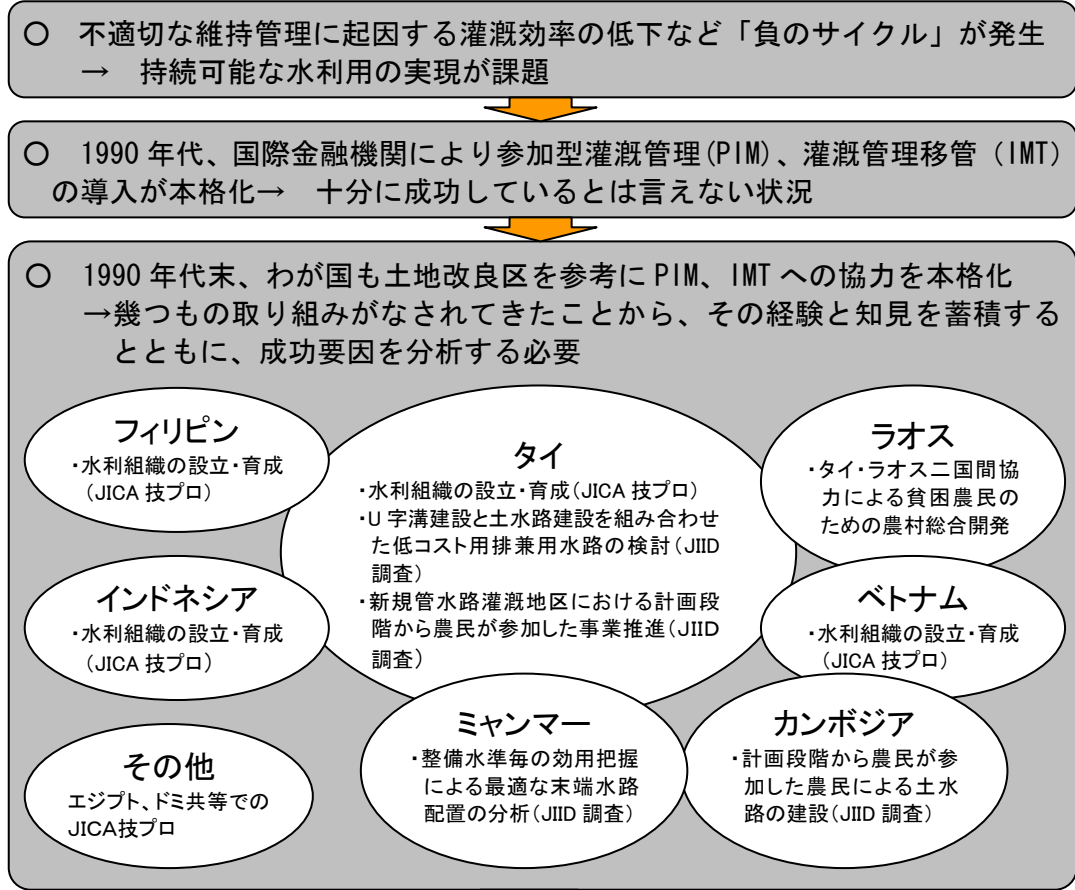 ○ 不適切な維持管理に起因する灌漑効率の低下など「負のサイクル」が発生
→ 持続可能な水利用の実現が課題
○ 1990 年代、国際金融機関により参加型灌漑管理(PIM)、灌漑管理移管（IMT）
の導入が本格化→ 十分に成功しているとは言えない状況
○ 1990 年代末、わが国も土地改良区を参考に PIM、IMT への協力を本格化
→幾つもの取り組みがなされてきたことから、その経験と知見を蓄積する
とともに、成功要因を分析する必要
フィリピン
・水利組織の設立・育成
（JICA 技プロ）
タイ
・水利組織の設立・育成（JICA 技プロ）
・U 字溝建設と土水路建設を組み合わせ
た低コスト用排兼用水路の検討（JIID
調査）
・新規管水路灌漑地区における計画段
階から農民が参加した事業推進（JIID
調査）
ラオス
・タイ・ラオス二国間協
力による貧困農民の
ための農村総合開発
インドネシア
・水利組織の設立・育成
（JICA 技プロ）
ベトナム
・水利組織の設立・育成
（JICA 技プロ）
その他
エジプト、ドミ共等での
JICA技プロ
ミャンマー
・整備水準毎の効用把握
による最適な末端水路
配置の分析（JIID 調査）
カンボジア
・計画段階から農民が参
加した農民による土水
路の建設（JIID 調査）